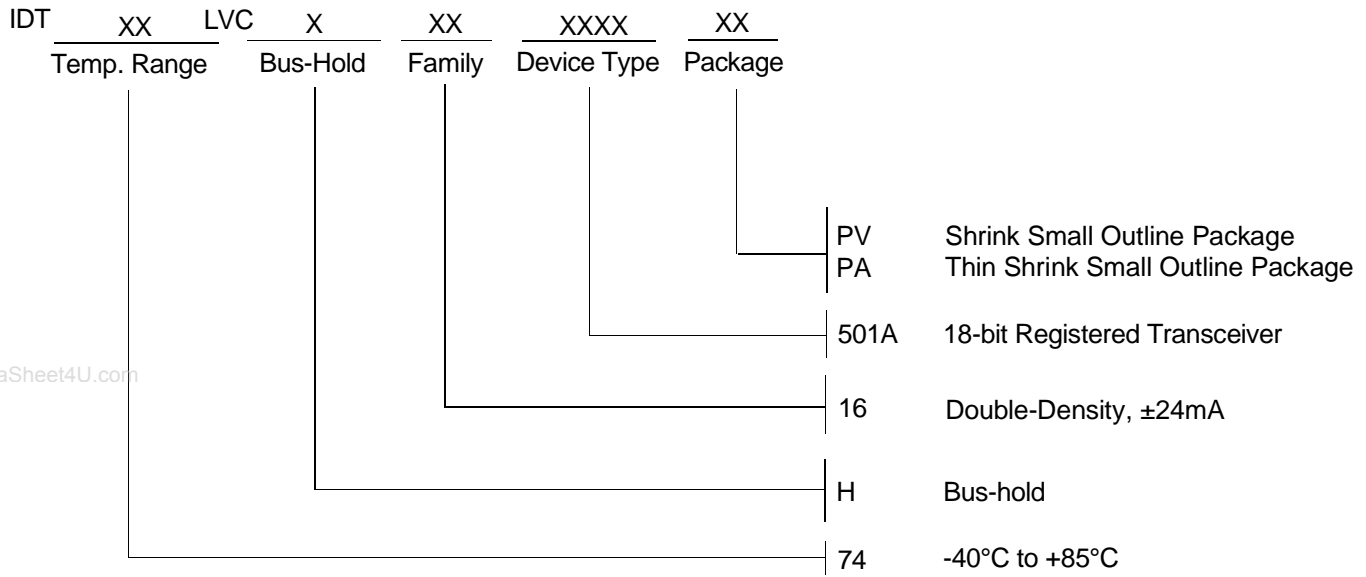 IDT XX LVC X XX XXXX XX
Temp. Range Bus-Hold Family Device Type Package
PV Shrink Small Outline Package
PA Thin Shrink Small Outline Package
501A 18-bit Registered Transceiver
aSheet4U.com
16 Double-Density, ±24mA
H Bus-hold
74 -40°C to +85°C